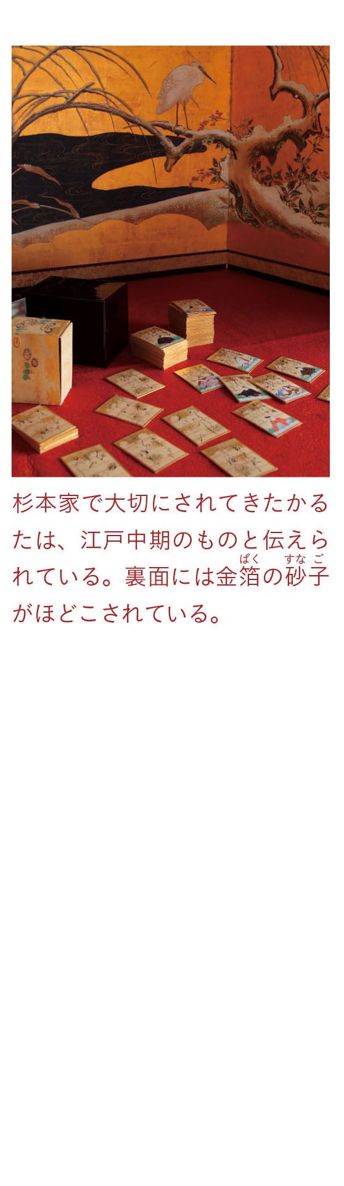 杉本家で大切にされてきたかる
たは、江戸中期のものと伝えら
れている。裏面には金箔の砂子
がほどこされている。